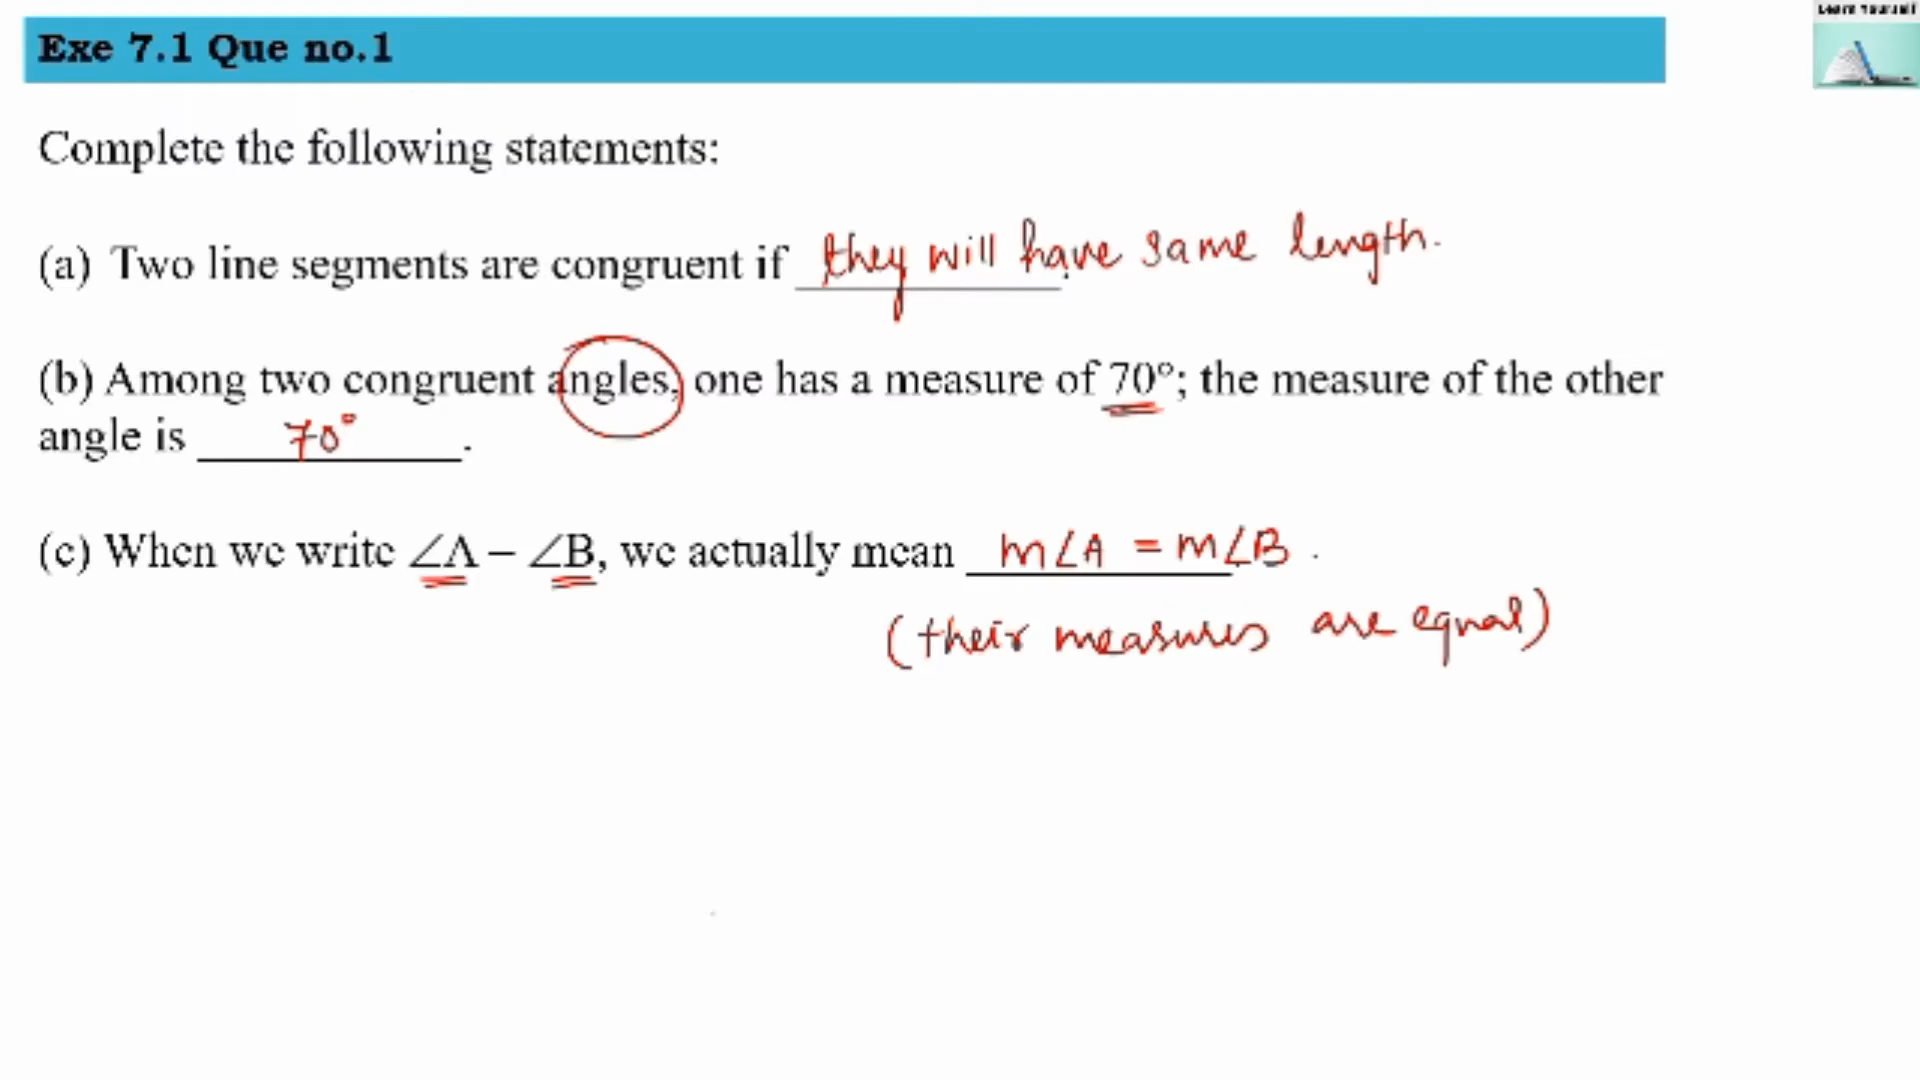 Exe 7.1 Que no.1
Learn Yourself
Complete the following statements:
(a) Two line segments are congruent if they will have same length.
(b) Among two congruent angles, one has a measure of 70°; the measure of the other
angle is 70°.
(c) When we write ∠A = ∠B, we actually mean m∠A = m∠B.
(their measures are equal)